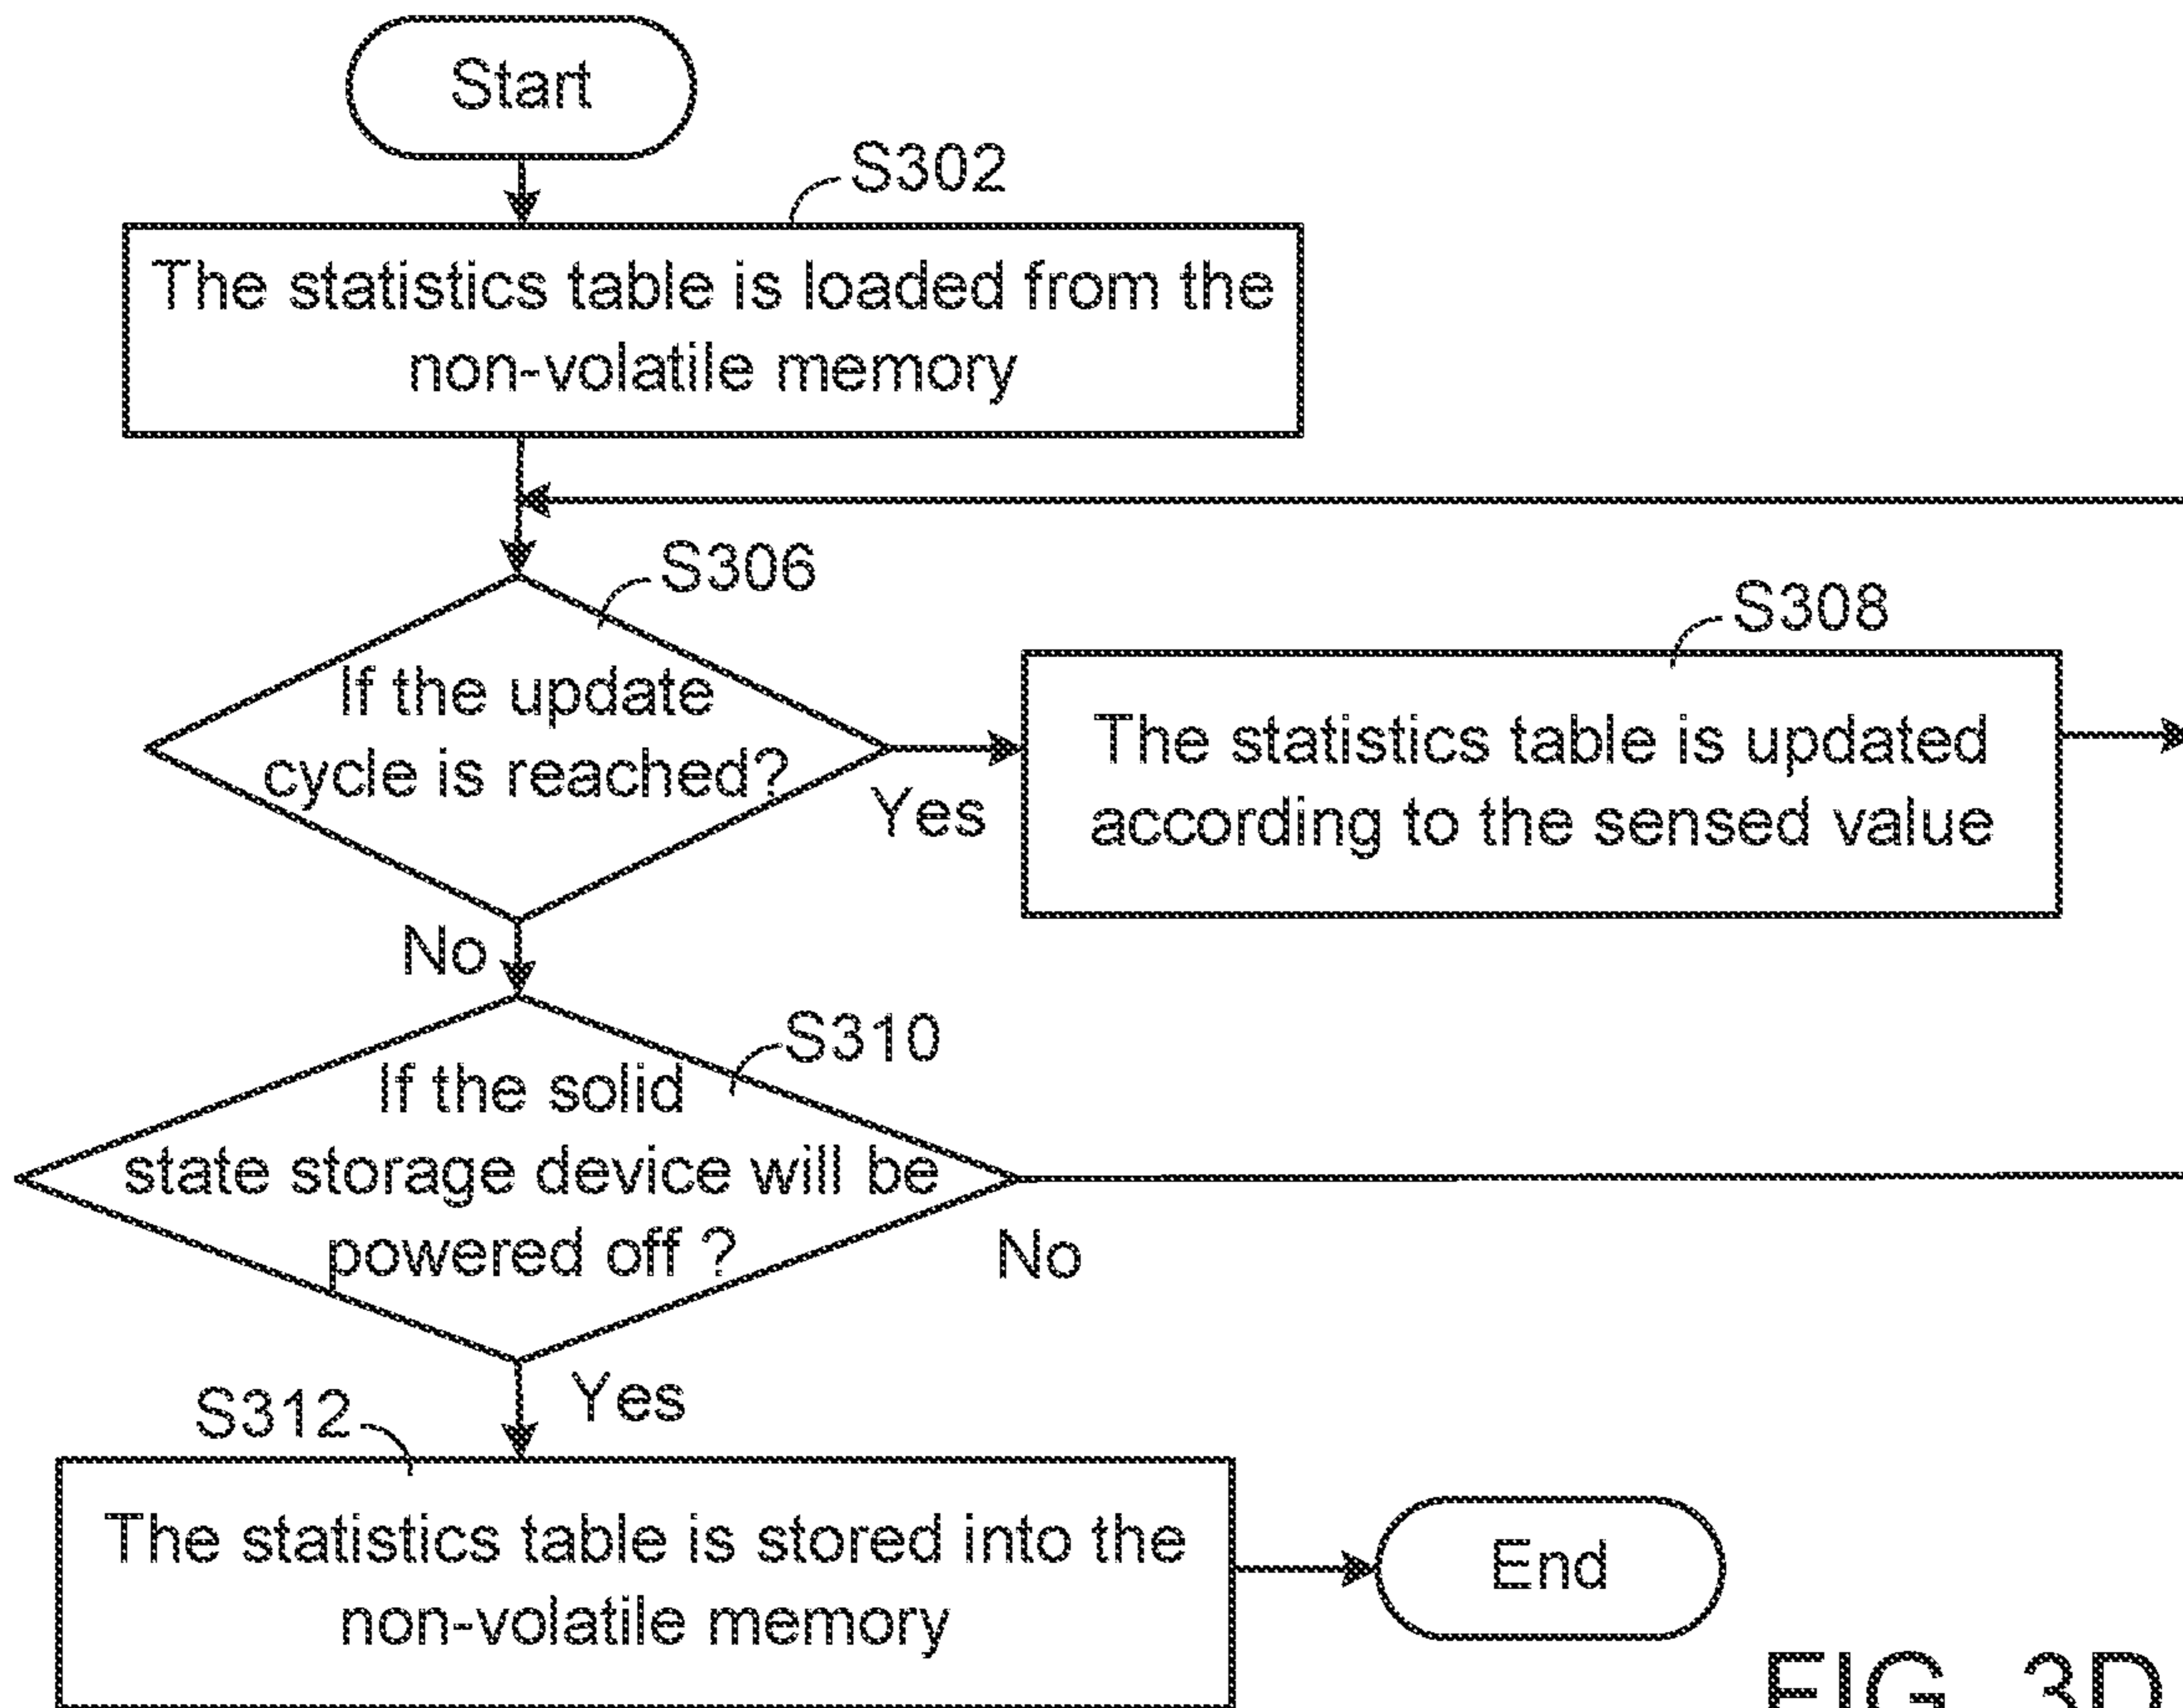 Start
S302
The statistics table is loaded from the
non-volatile memory
S306
If the update
cycle is reached?
Yes
S308
The statistics table is updated
according to the sensed value
No
S310
If the solid
state storage device will be
powered off ?
No
Yes
S312
The statistics table is stored into the
non-volatile memory
End
FIG. 3D